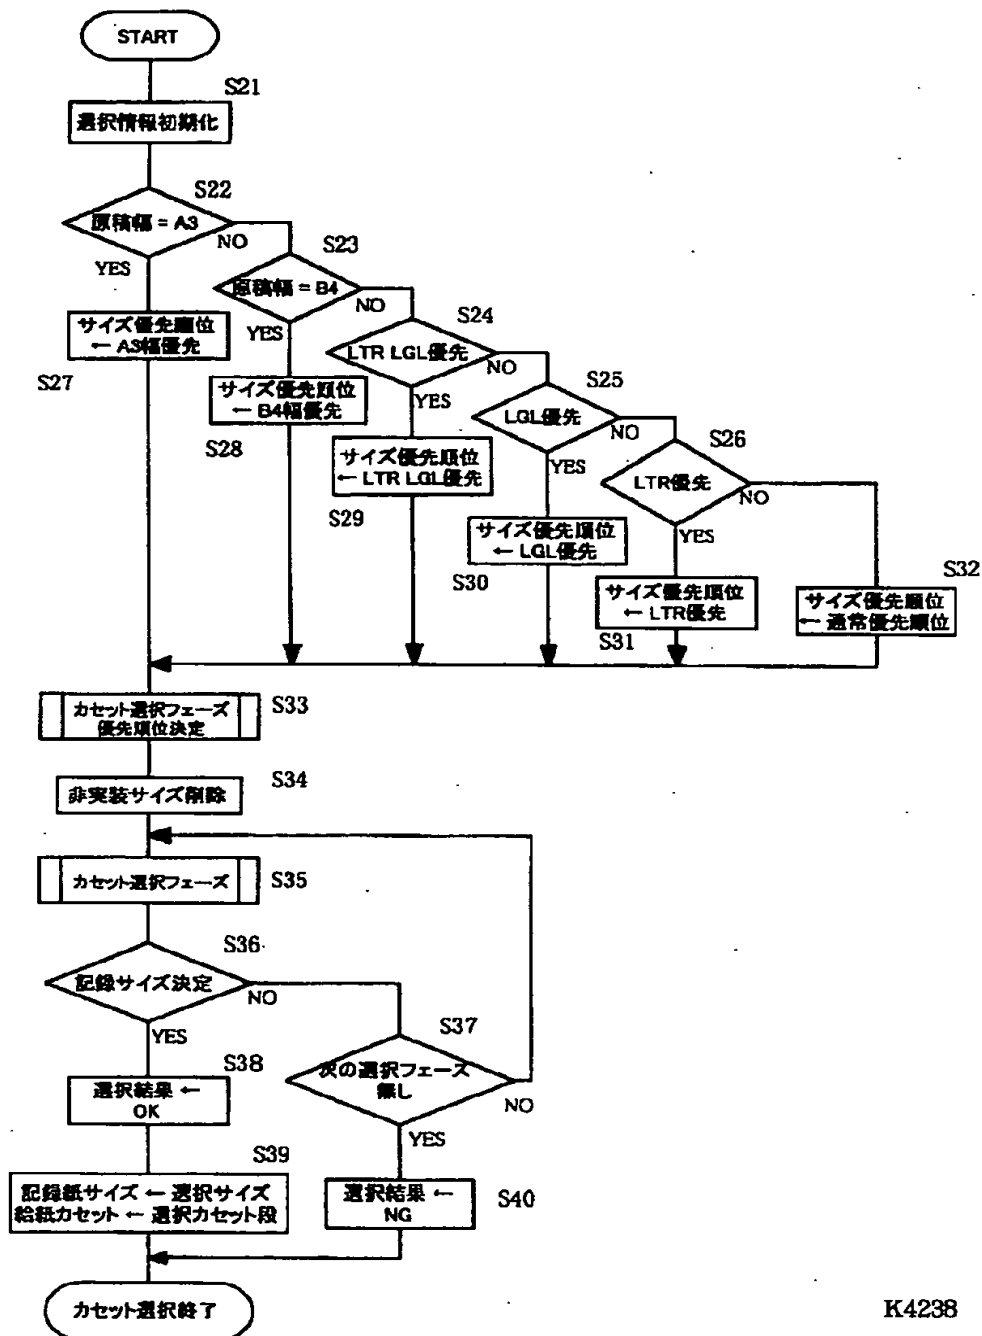 START
S21
選択情報初期化
S22
原稿幅 = A3
NO
YES
S23
原稿幅 = B4
NO
YES
S24
LTR LGL優先
NO
YES
S25
LGL優先
NO
YES
S26
LTR優先
NO
YES
サイズ優先順位
← A3幅優先
S27
サイズ優先順位
← B4幅優先
S28
サイズ優先順位
← LTR LGL優先
S29
サイズ優先順位
← LGL優先
S30
サイズ優先順位
← LTR優先
S31
S32
サイズ優先順位
← 通常優先順位
カセット選択フェーズ
優先順位決定
S33
S34
非実装サイズ削除
カセット選択フェーズ
S35
S36
記録サイズ決定
NO
YES
S37
次の選択フェーズ
無し
NO
YES
S38
選択結果 ←
OK
S39
記録紙サイズ ← 選択サイズ
給紙カセット ← 選択カセット段
選択結果 ←
NG
S40
カセット選択終了
K4238